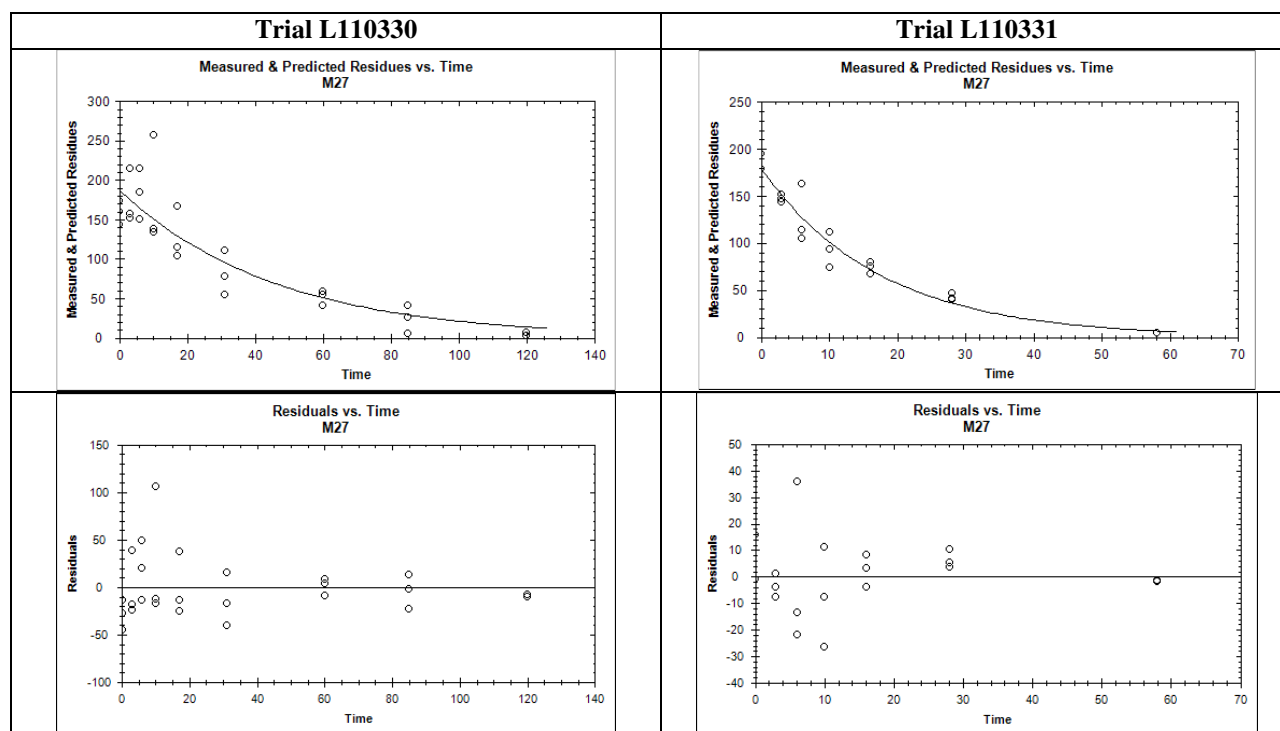 Trial L110330
Trial L110331
Measured & Predicted Residues vs. Time
M27
Measured & Predicted Residues
300
250
200
150
100
50
0
0 20 40 60 80 100 120 140
Time
Measured & Predicted Residues vs. Time
M27
Measured & Predicted Residues
250
200
150
100
50
0
0 10 20 30 40 50 60 70
Time
Residuals vs. Time
M27
Residuals
150
100
50
0
-50
-100
0 20 40 60 80 100 120 140
Time
Residuals vs. Time
M27
Residuals
50
40
30
20
10
0
-10
-20
-30
-40
0 10 20 30 40 50 60 70
Time